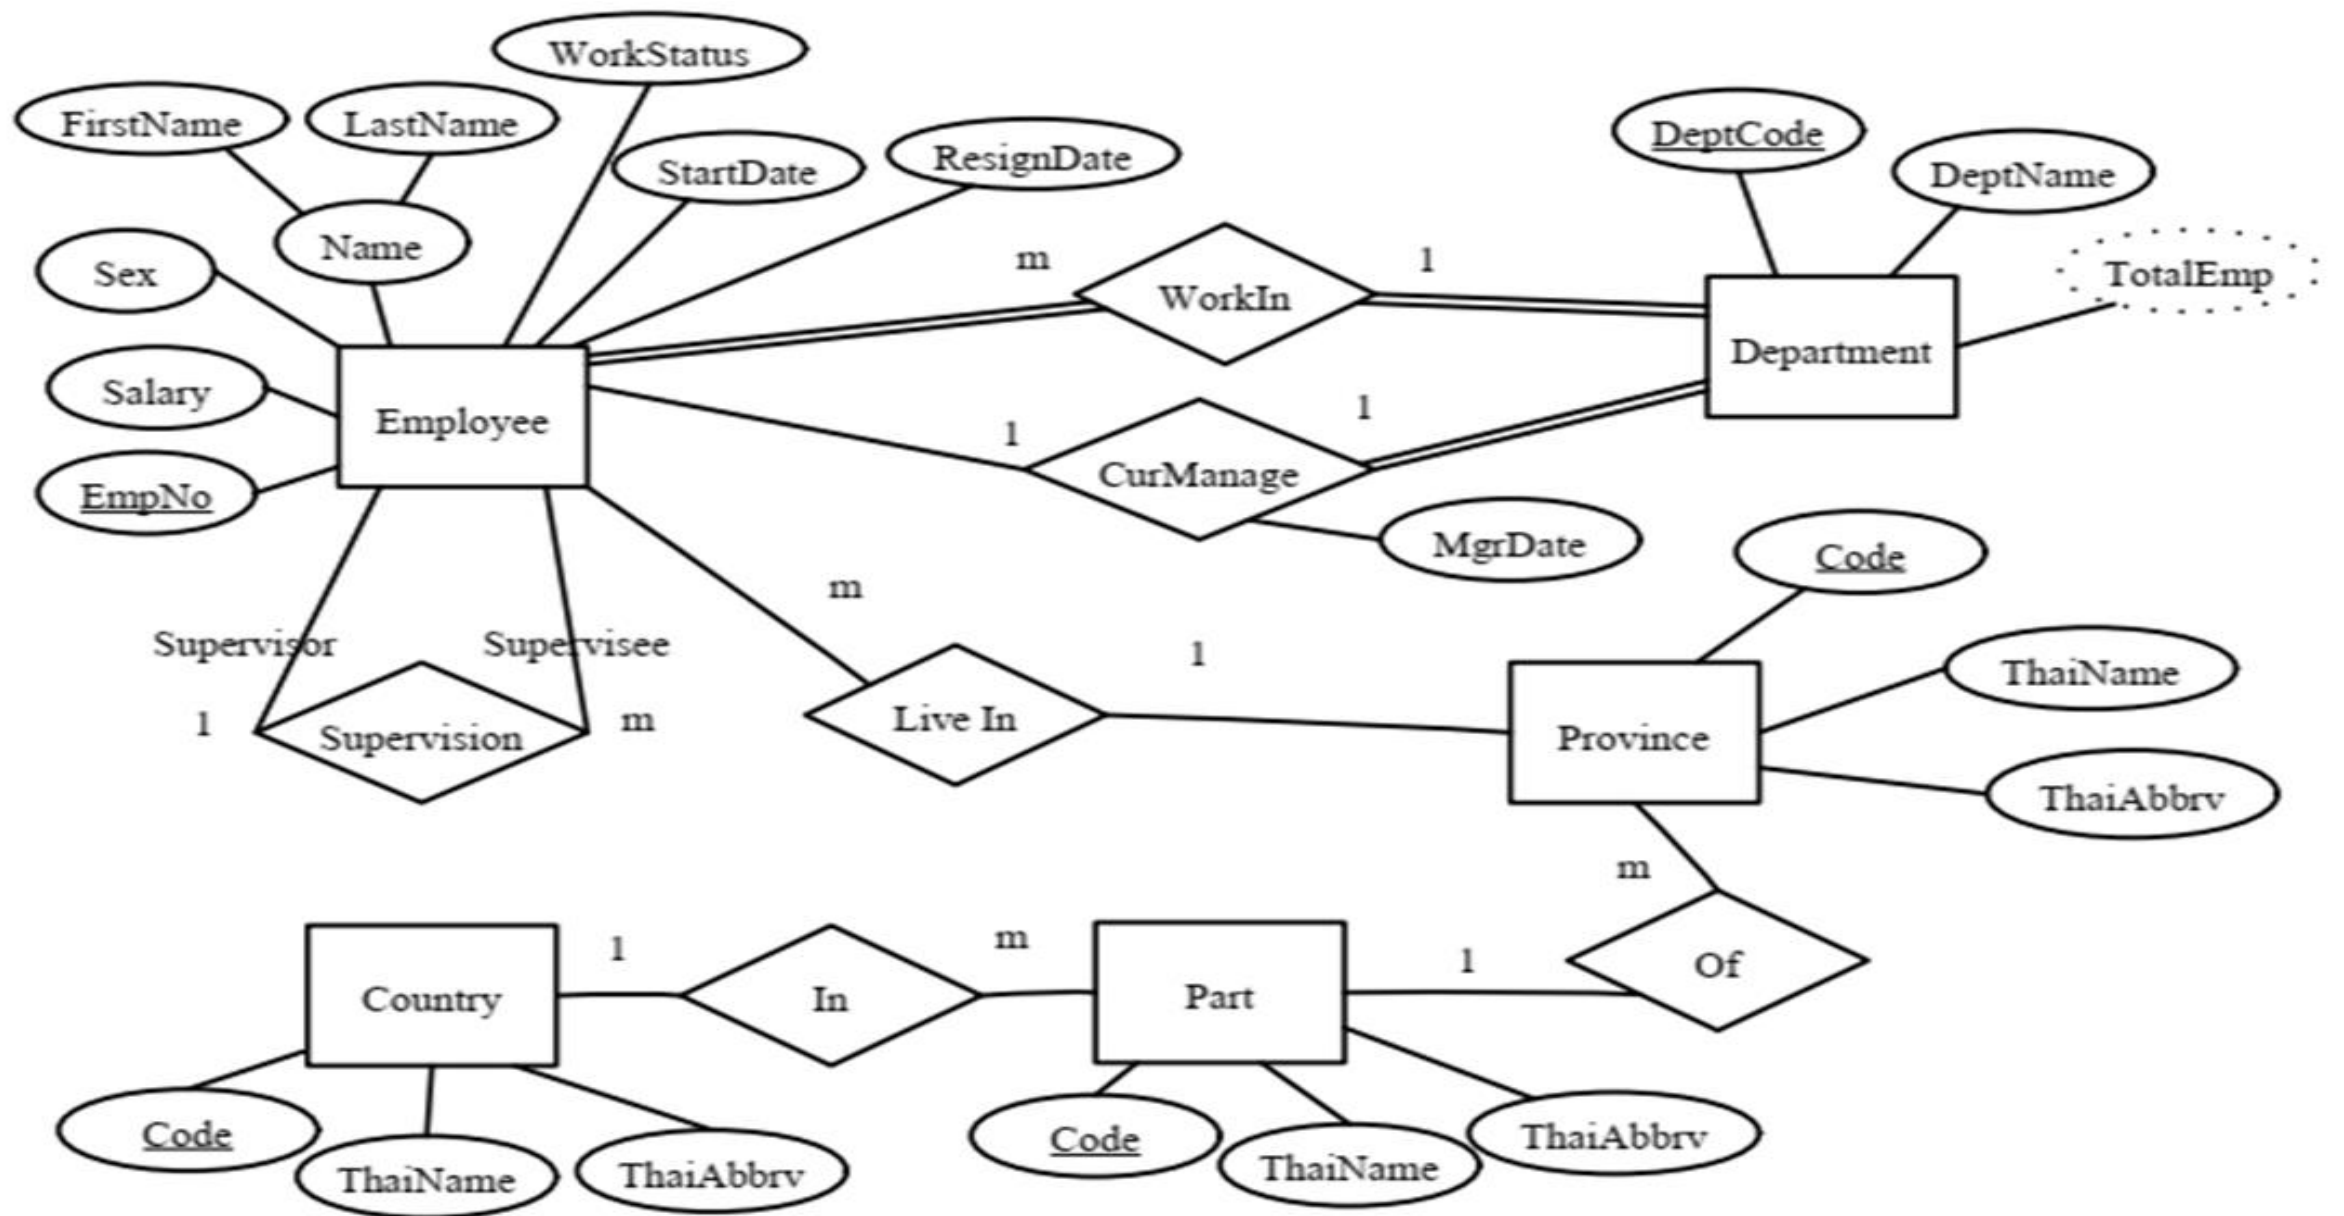 WorkStatus
FirstName
LastName
DeptCode
ResignDate
StartDate
DeptName
Name
Sex
m
1
TotalEmp
WorkIn
Department
Salary
Employee
1
1
CurManage
EmpNo
MgrDate
Code
m
Supervisor
Supervisee
1
ThaiName
1
m
Live In
Supervision
Province
ThaiAbbrv
m
1
m
1
Of
Country
In
Part
Code
Code
ThaiAbbrv
ThaiName
ThaiAbbrv
ThaiName